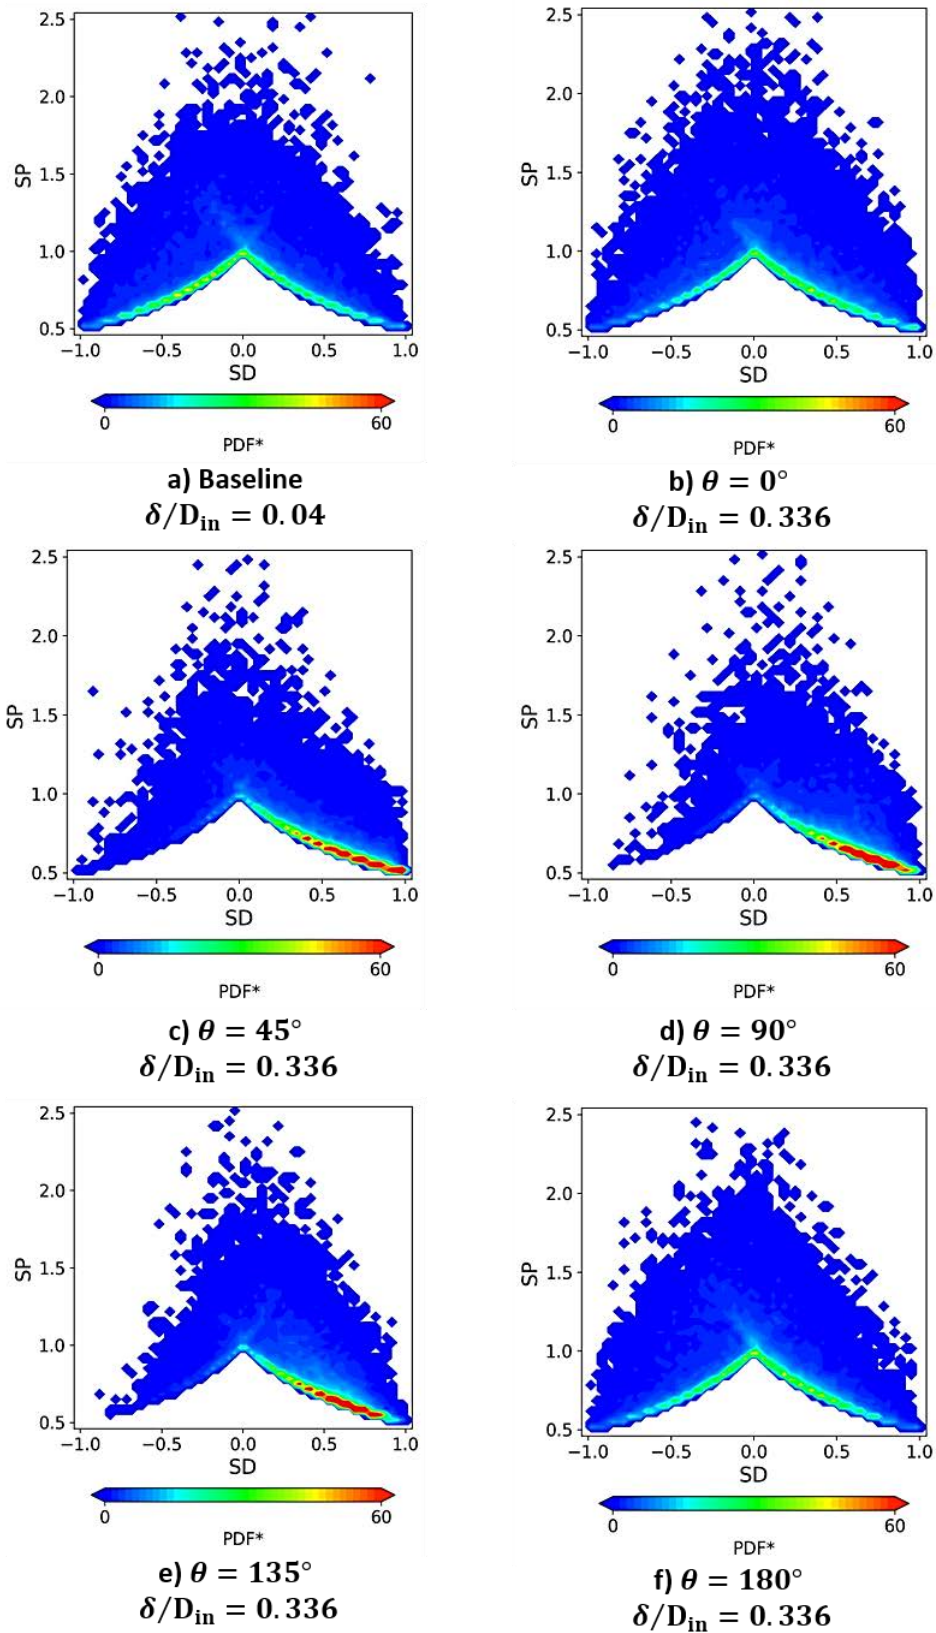 2.5
2.0
1.5
1.0
0.5
SP
−1.0 −0.5 0.0 0.5 1.0
SD
0 60
PDF*
a) Baseline
δ/D_in = 0.04
2.5
2.0
1.5
1.0
0.5
SP
−1.0 −0.5 0.0 0.5 1.0
SD
0 60
PDF*
b) θ = 0°
δ/D_in = 0.336
2.5
2.0
1.5
1.0
0.5
SP
−1.0 −0.5 0.0 0.5 1.0
SD
0 60
PDF*
c) θ = 45°
δ/D_in = 0.336
2.5
2.0
1.5
1.0
0.5
SP
−1.0 −0.5 0.0 0.5 1.0
SD
0 60
PDF*
d) θ = 90°
δ/D_in = 0.336
2.5
2.0
1.5
1.0
0.5
SP
−1.0 −0.5 0.0 0.5 1.0
SD
0 60
PDF*
e) θ = 135°
δ/D_in = 0.336
2.5
2.0
1.5
1.0
0.5
SP
−1.0 −0.5 0.0 0.5 1.0
SD
0 60
PDF*
f) θ = 180°
δ/D_in = 0.336